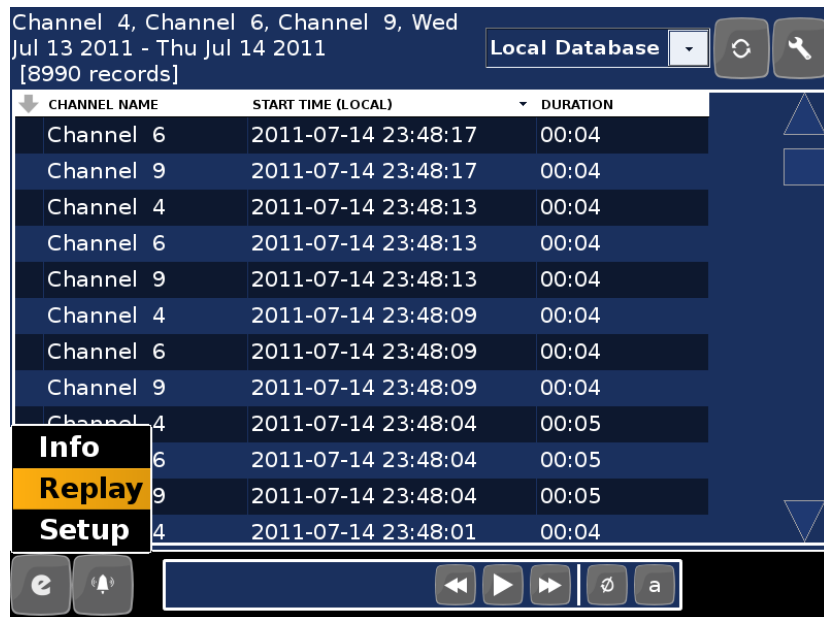 Channel 4, Channel 6, Channel 9, Wed
Jul 13 2011 - Thu Jul 14 2011
[8990 records]
Local Database
CHANNEL NAME START TIME (LOCAL) DURATION
Channel 6 2011-07-14 23:48:17 00:04
Channel 9 2011-07-14 23:48:17 00:04
Channel 4 2011-07-14 23:48:13 00:04
Channel 6 2011-07-14 23:48:13 00:04
Channel 9 2011-07-14 23:48:13 00:04
Channel 4 2011-07-14 23:48:09 00:04
Channel 6 2011-07-14 23:48:09 00:04
Channel 9 2011-07-14 23:48:09 00:04
Channel 4 2011-07-14 23:48:04 00:05
6 2011-07-14 23:48:04 00:05
9 2011-07-14 23:48:04 00:05
4 2011-07-14 23:48:01 00:04
Info
Replay
Setup
e
ø a